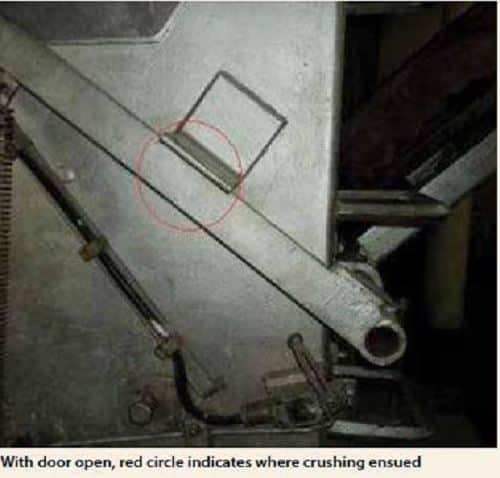 With door open, red circle indicates where crushing ensued